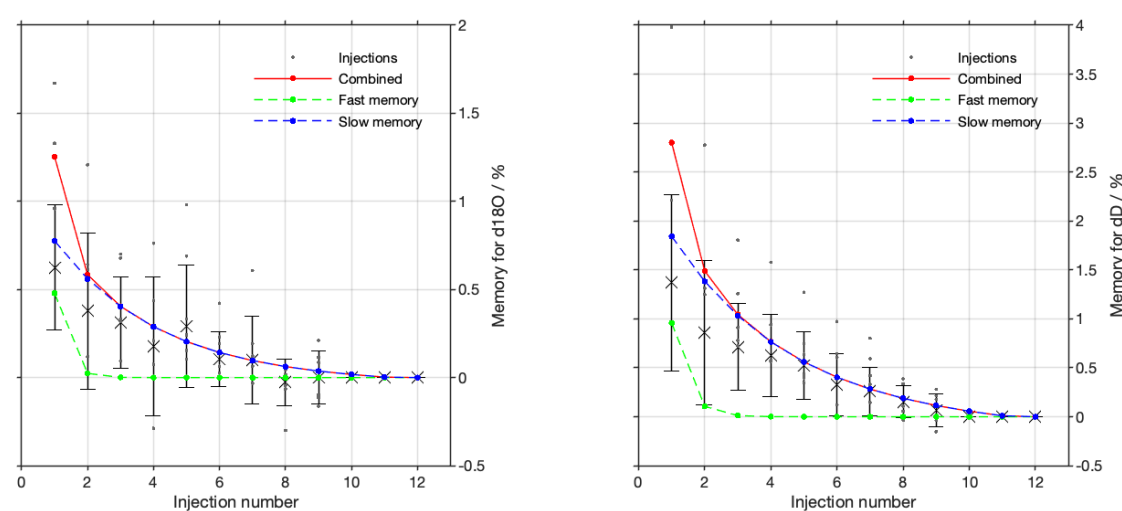 2
1.5
1
0.5
0
-0.5
Memory for d18O / %
Injections
Combined
Fast memory
Slow memory
0 2 4 6 8 10 12
Injection number
4
3.5
3
2.5
2
1.5
1
0.5
0
-0.5
Memory for dD / %
Injections
Combined
Fast memory
Slow memory
0 2 4 6 8 10 12
Injection number